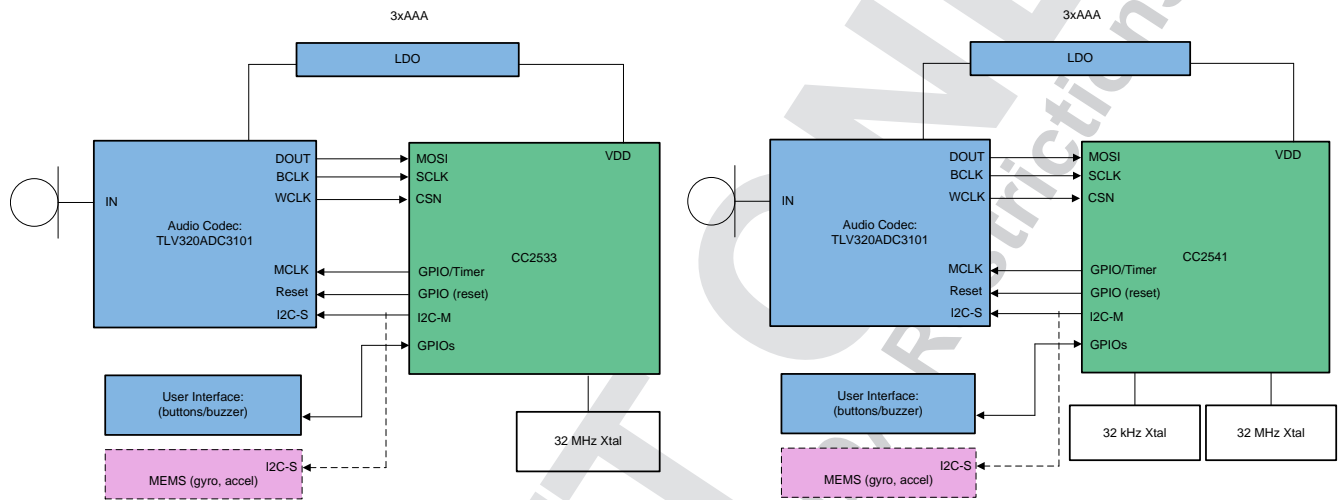 3xAAA
LDO
DOUT
BCLK
WCLK
IN
Audio Codec:
TLV320ADC3101
MCLK
Reset
I2C-S
MOSI
SCLK
CSN
VDD
CC2533
GPIO/Timer
GPIO (reset)
I2C-M
GPIOs
User Interface:
(buttons/buzzer)
I2C-S
MEMS (gyro, accel)
32 MHz Xtal
3xAAA
LDO
DOUT
BCLK
WCLK
IN
Audio Codec:
TLV320ADC3101
MCLK
Reset
I2C-S
MOSI
SCLK
CSN
VDD
CC2541
GPIO/Timer
GPIO (reset)
I2C-M
GPIOs
User Interface:
(buttons/buzzer)
I2C-S
MEMS (gyro, accel)
32 kHz Xtal
32 MHz Xtal